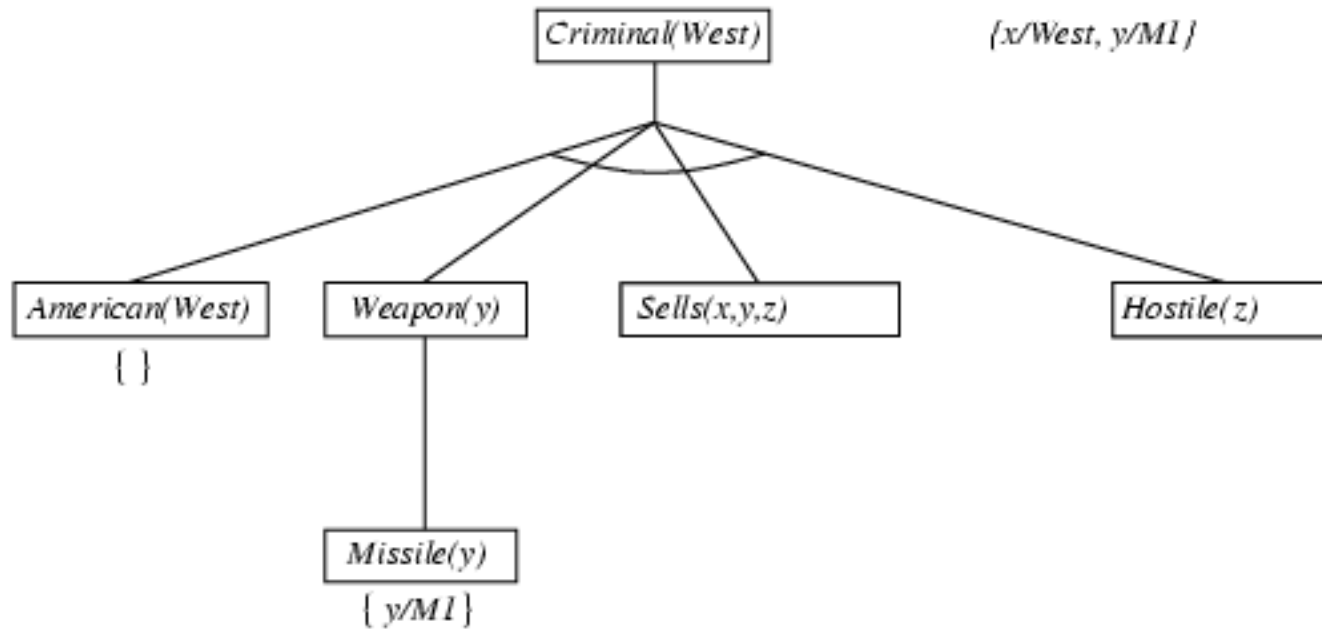 Criminal(West)
{x/West, y/M1}
American(West)
Weapon(y)
Sells(x,y,z)
Hostile(z)
{ }
Missile(y)
{ y/M1 }